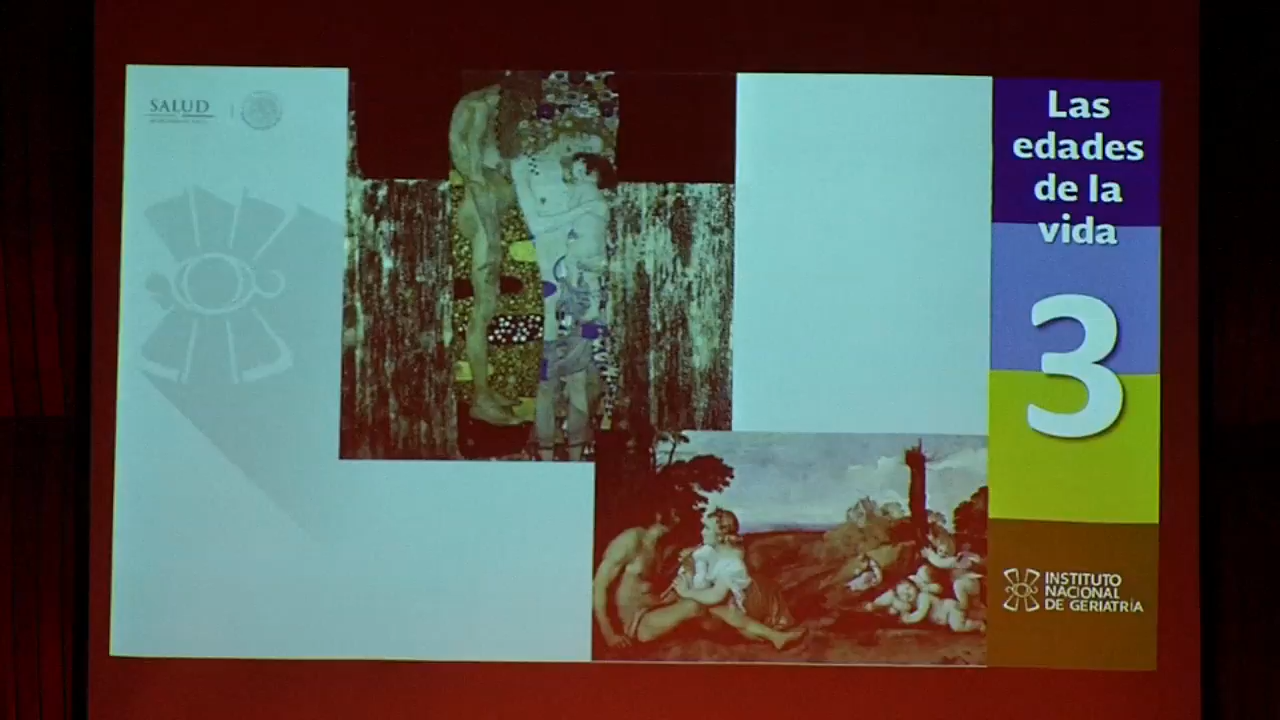 SALUD
Las
edades
de la
vida
3
INSTITUTO
NACIONAL
DE GERIATRÍA